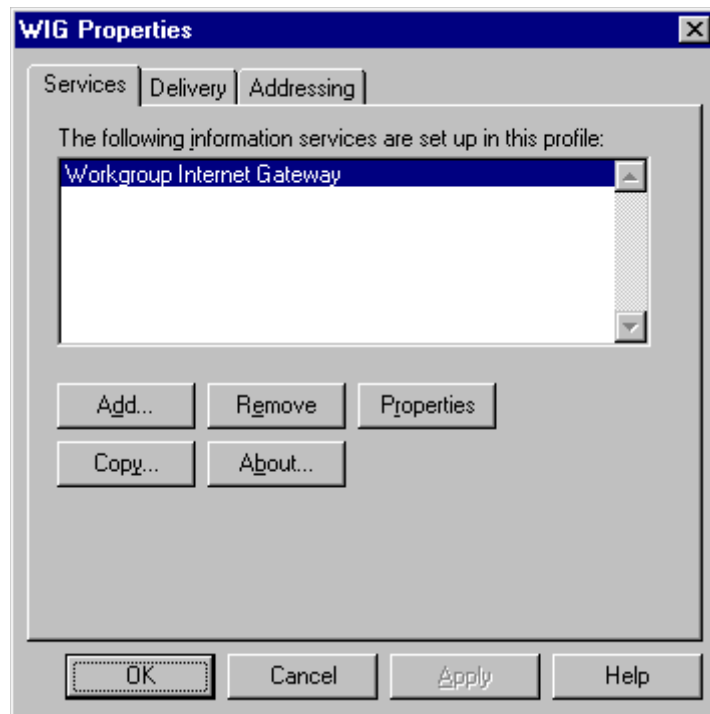 WIG Properties
Services Delivery Addressing
The following information services are set up in this profile:
Workgroup Internet Gateway
Add... Remove Properties
Copy... About...
OK Cancel Apply Help